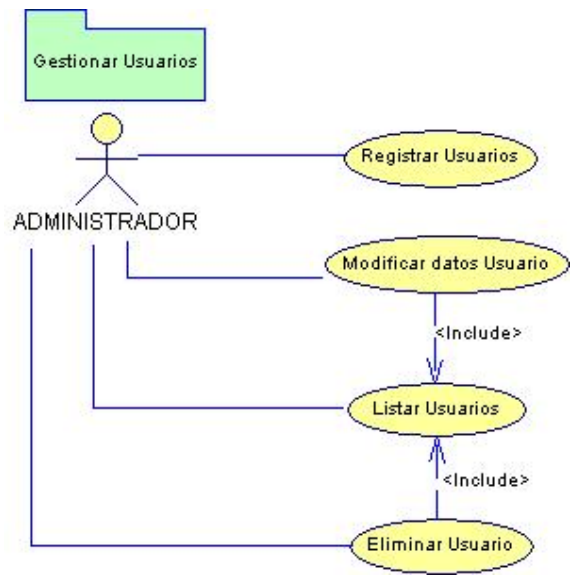 Gestionar Usuarios
Registrar Usuarios
ADMINISTRADOR
Modificar datos Usuario
<Include>
Listar Usuarios
<Include>
Eliminar Usuario